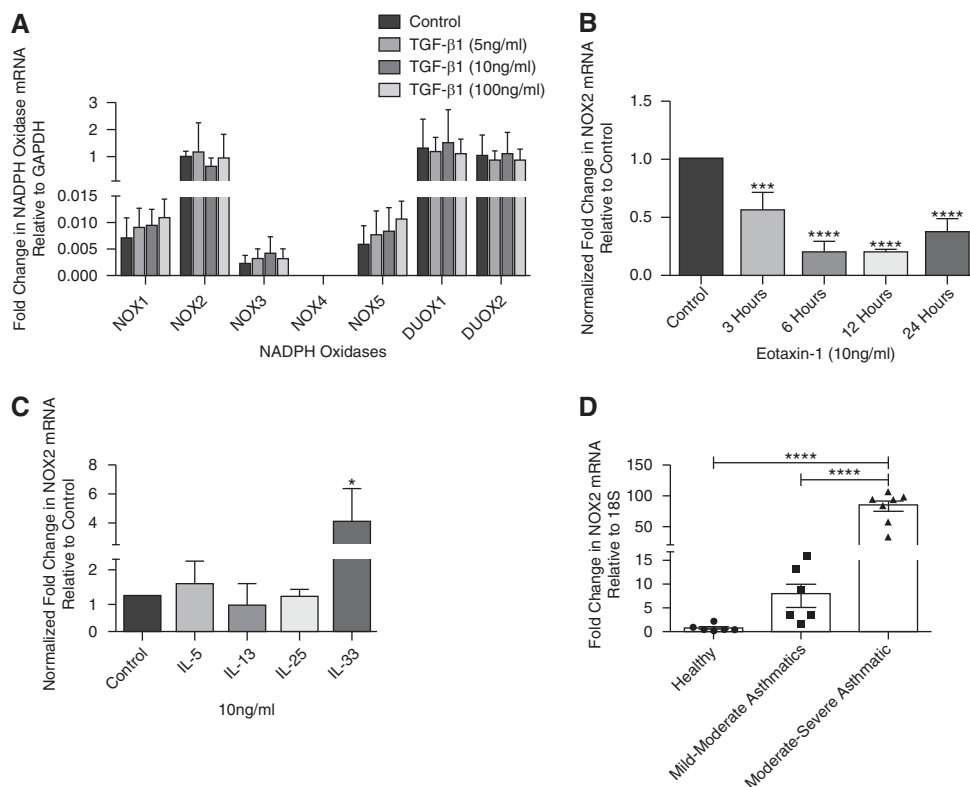 A
Fold Change in NADPH Oxidase mRNA
Relative to GAPDH
Control
TGF-β1 (5ng/ml)
TGF-β1 (10ng/ml)
TGF-β1 (100ng/ml)
3
2
1
0.015
0.010
0.005
0.000
NOX1
NOX2
NOX3
NOX4
NOX5
DUOX1
DUOX2
NADPH Oxidases
B
Normalized Fold Change in NOX2 mRNA
Relative to Control
1.5
1.0
0.5
0.0
***
****
****
****
Control
3 Hours
6 Hours
12 Hours
24 Hours
Eotaxin-1 (10ng/ml)
C
Normalized Fold Change in NOX2 mRNA
Relative to Control
8
6
4
2
1
0
*
Control
IL-5
IL-13
IL-25
IL-33
10ng/ml
D
Fold Change in NOX2 mRNA
Relative to 18S
150
100
50
15
10
5
0
****
****
Healthy
Mild-Moderate Asthmatics
Moderate-Severe Asthmatic